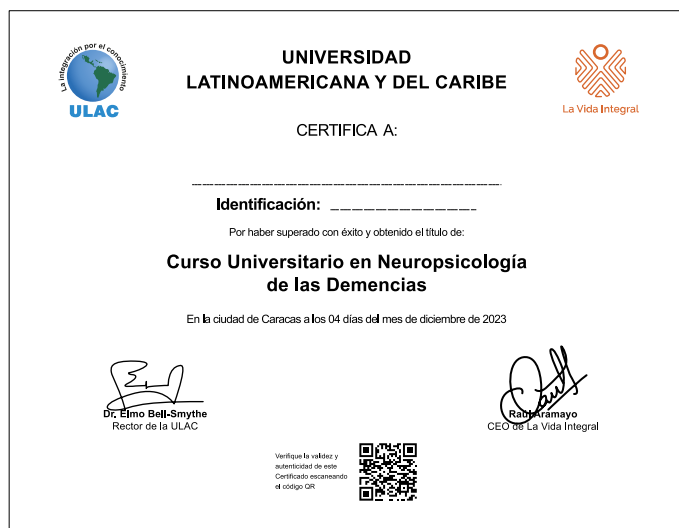 La integración por el conocimiento
ULAC
UNIVERSIDAD
LATINOAMERICANA Y DEL CARIBE
La Vida Integral
CERTIFICA A:
Identificación:
Por haber superado con éxito y obtenido el título de:
Curso Universitario en Neuropsicología
de las Demencias
En la ciudad de Caracas a los 04 días del mes de diciembre de 2023
Dr. Elmo Bell-Smythe
Rector de la ULAC
Raúl Aramayo
CEO de La Vida Integral
Verifique la validez y
autenticidad de este
Certificado escaneando
el código QR